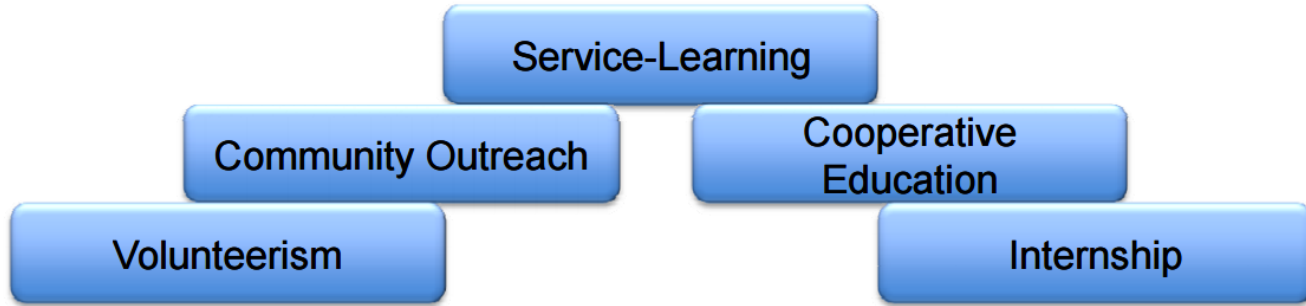 Service-Learning
Community Outreach
Cooperative
Education
Volunteerism
Internship